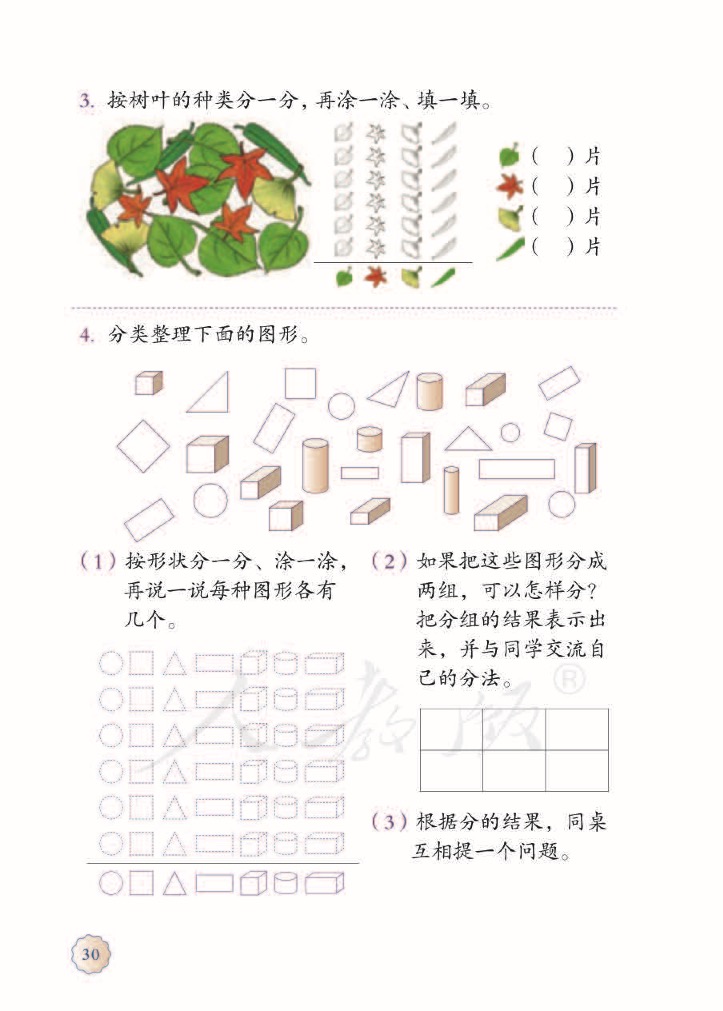 3. 按树叶的种类分一分,再涂一涂、填一填。
( )片
( )片
( )片
( )片
4. 分类整理下面的图形。
(1)按形状分一分、涂一涂,
再说一说每种图形各有
几个。
(2)如果把这些图形分成
两组,可以怎样分?
把分组的结果表示出
来,并与同学交流自
己的分法。
(3)根据分的结果,同桌
互相提一个问题。
人教版®
30